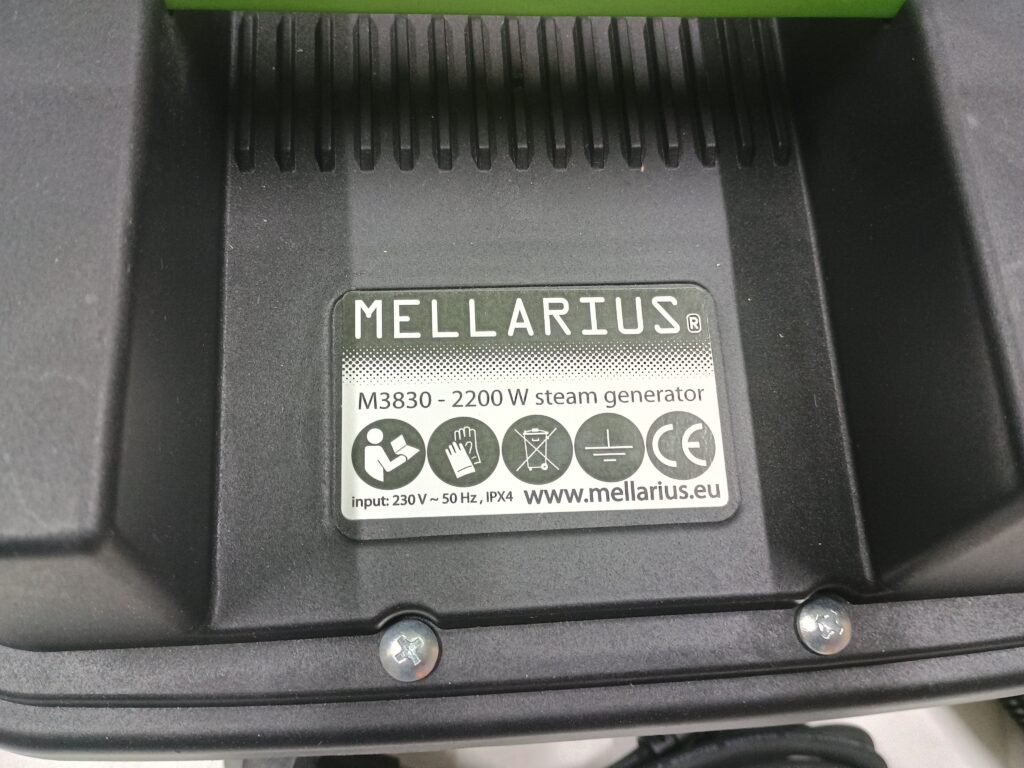 MELLARIUS®
M3830 - 2200 W steam generator
CE
input: 230 V ~ 50 Hz , IPX4 www.mellarius.eu